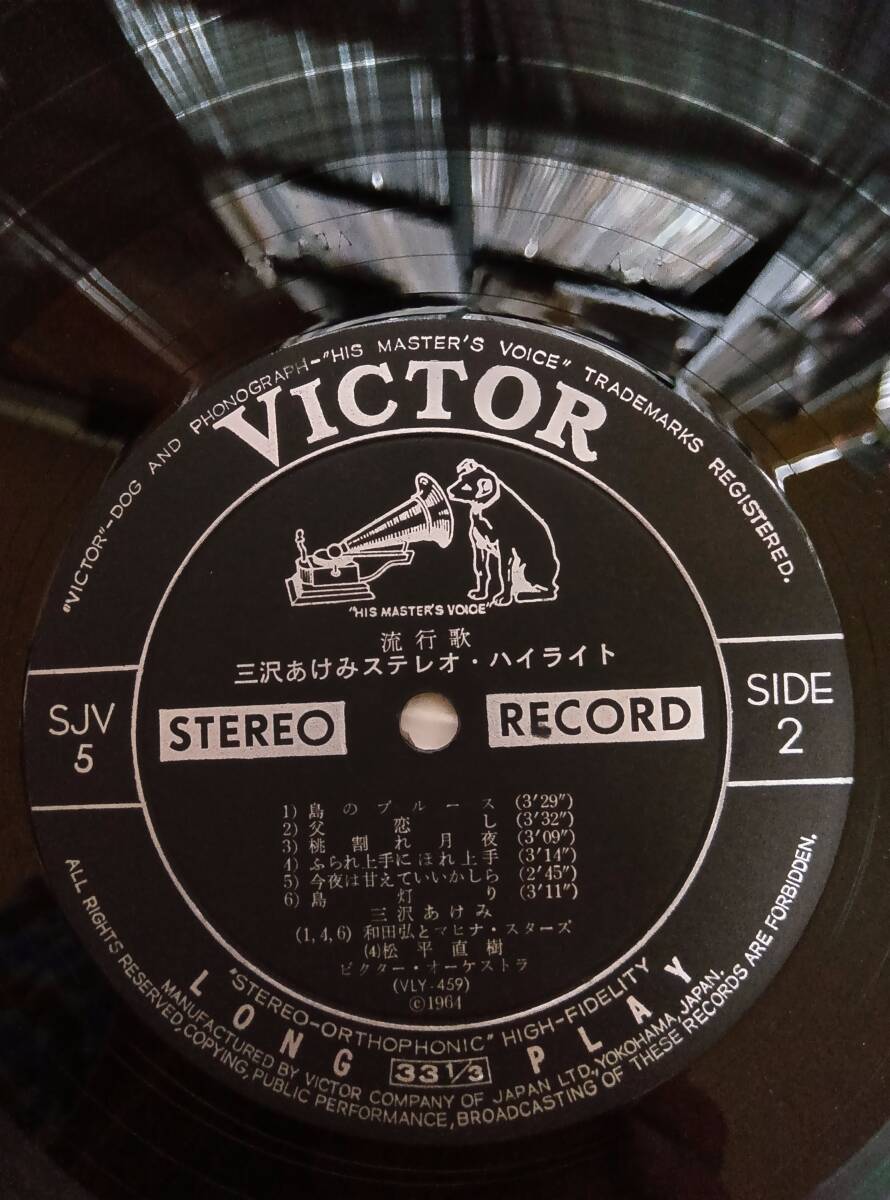 "VICTOR"-DOG AND PHONOGRAPH-"HIS MASTER'S VOICE" TRADEMARKS REGISTERED.
VICTOR
"HIS MASTER'S VOICE"
流行歌
三沢あけみステレオ・ハイライト
SJV
5
STEREO RECORD
SIDE
2
1) 島のブルース (3'29")
2) 父恋し (3'32")
3) 桃割れ月夜 (3'09")
4) ふられ上手にほれ上手 (3'14")
5) 今夜は甘えていいかしら (2'45")
6) 島灯り (3'11")
三沢あけみ
(1,4,6) 和田弘とマヒナ・スターズ
(4)松平直樹
ビクター・オーケストラ
(VLY-459)
©1964
"STEREO-ORTHOPHONIC" HIGH-FIDELITY
LONG 33 1/3 PLAY
MANUFACTURED BY VICTOR COMPANY OF JAPAN LTD., YOKOHAMA, JAPAN.
ALL RIGHTS RESERVED, COPYING, PUBLIC PERFORMANCE, BROADCASTING OF THESE RECORDS ARE FORBIDDEN.